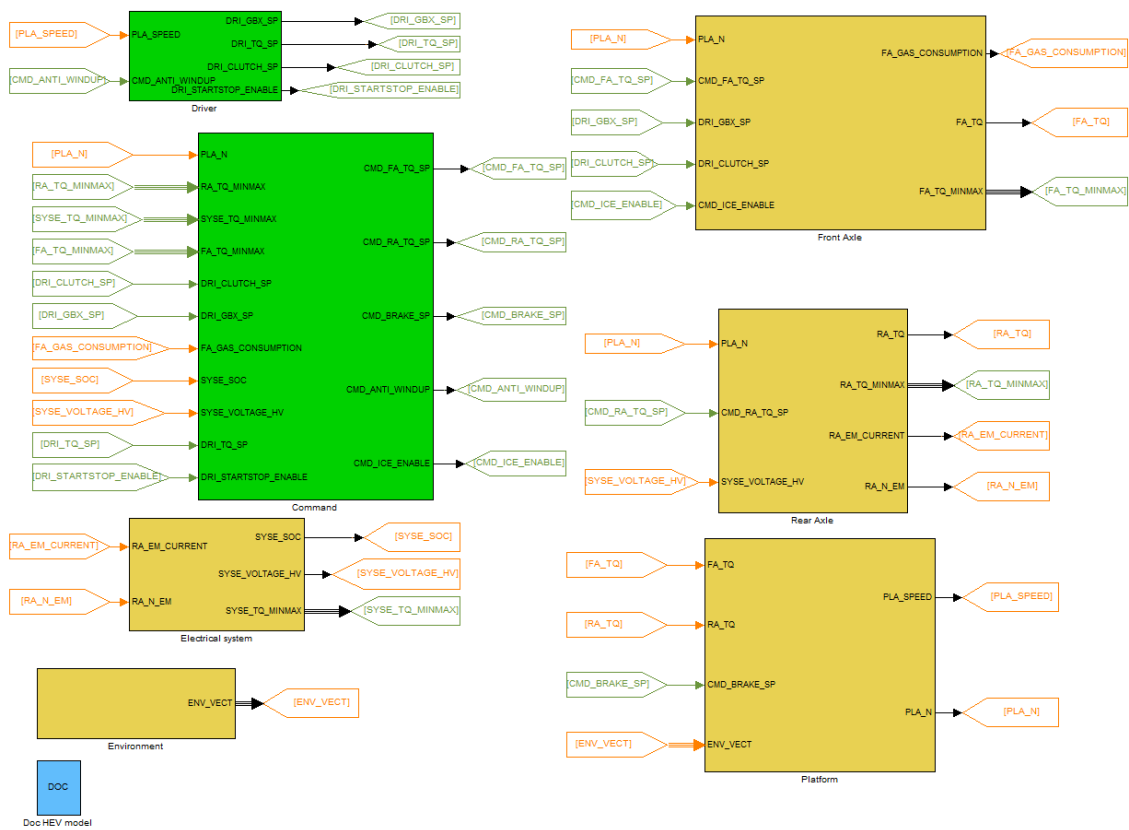 [PLA_SPEED]
[CMD_ANTI_WINDUP]
PLA_SPEED
CMD_ANTI_WINDUP
DRI_GBX_SP
DRI_TQ_SP
DRI_CLUTCH_SP
DRI_STARTSTOP_ENABLE
[DRI_GBX_SP]
[DRI_TQ_SP]
[DRI_CLUTCH_SP]
[DRI_STARTSTOP_ENABLE]
Driver
[PLA_N]
[RA_TQ_MINMAX]
[SYSE_TQ_MINMAX]
[FA_TQ_MINMAX]
[DRI_CLUTCH_SP]
[DRI_GBX_SP]
[FA_GAS_CONSUMPTION]
[SYSE_SOC]
[SYSE_VOLTAGE_HV]
[DRI_TQ_SP]
[DRI_STARTSTOP_ENABLE]
PLA_N
RA_TQ_MINMAX
SYSE_TQ_MINMAX
FA_TQ_MINMAX
DRI_CLUTCH_SP
DRI_GBX_SP
FA_GAS_CONSUMPTION
SYSE_SOC
SYSE_VOLTAGE_HV
DRI_TQ_SP
DRI_STARTSTOP_ENABLE
CMD_FA_TQ_SP
CMD_RA_TQ_SP
CMD_BRAKE_SP
CMD_ANTI_WINDUP
CMD_ICE_ENABLE
[CMD_FA_TQ_SP]
[CMD_RA_TQ_SP]
[CMD_BRAKE_SP]
[CMD_ANTI_WINDUP]
[CMD_ICE_ENABLE]
Command
[RA_EM_CURRENT]
[RA_N_EM]
RA_EM_CURRENT
RA_N_EM
SYSE_SOC
SYSE_VOLTAGE_HV
SYSE_TQ_MINMAX
[SYSE_SOC]
[SYSE_VOLTAGE_HV]
[SYSE_TQ_MINMAX]
Electrical system
ENV_VECT
[ENV_VECT]
Environment
DOC
Doc HEV model
[PLA_N]
[CMD_FA_TQ_SP]
[DRI_GBX_SP]
[DRI_CLUTCH_SP]
[CMD_ICE_ENABLE]
PLA_N
CMD_FA_TQ_SP
DRI_GBX_SP
DRI_CLUTCH_SP
CMD_ICE_ENABLE
FA_GAS_CONSUMPTION
FA_TQ
FA_TQ_MINMAX
[FA_GAS_CONSUMPTION]
[FA_TQ]
[FA_TQ_MINMAX]
Front Axle
[PLA_N]
[CMD_RA_TQ_SP]
[SYSE_VOLTAGE_HV]
PLA_N
CMD_RA_TQ_SP
SYSE_VOLTAGE_HV
RA_TQ
RA_TQ_MINMAX
RA_EM_CURRENT
RA_N_EM
[RA_TQ]
[RA_TQ_MINMAX]
[RA_EM_CURRENT]
[RA_N_EM]
Rear Axle
[FA_TQ]
[RA_TQ]
[CMD_BRAKE_SP]
[ENV_VECT]
FA_TQ
RA_TQ
CMD_BRAKE_SP
ENV_VECT
PLA_SPEED
PLA_N
[PLA_SPEED]
[PLA_N]
Platform